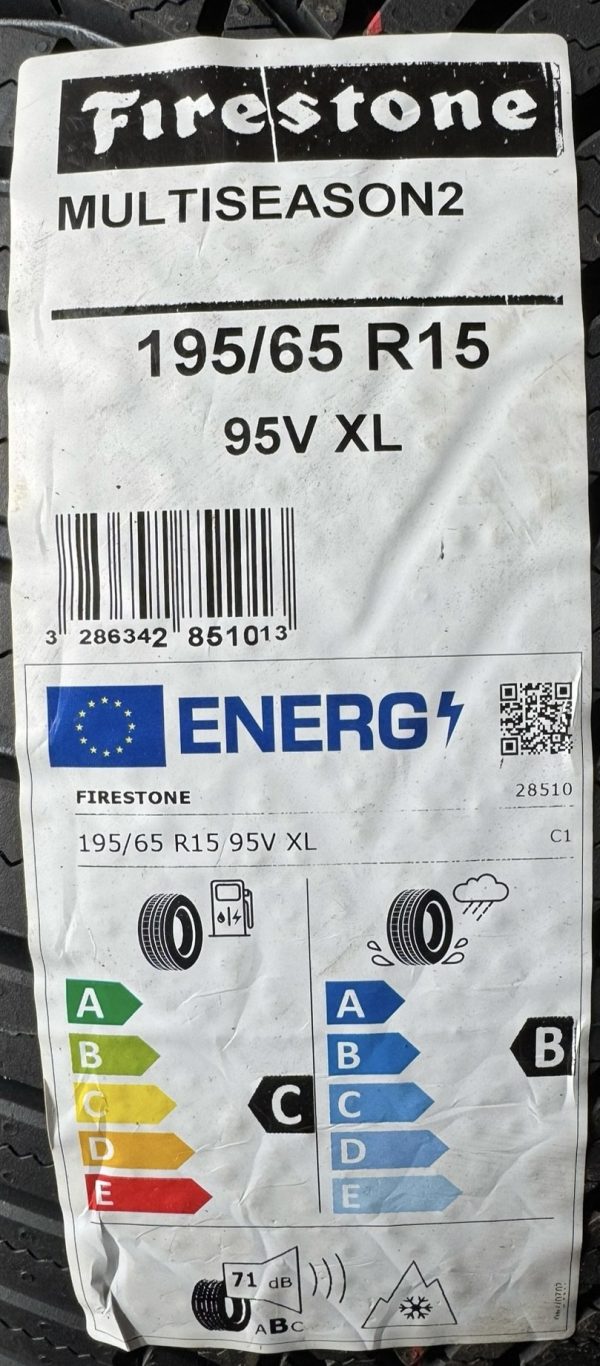 Firestone
MULTISEASON2
195/65 R15
95V XL
3 286342 851013
ENERG
FIRESTONE 28510
195/65 R15 95V XL C1
A A
B B B
C C C
D D
E E
71 dB
ABC